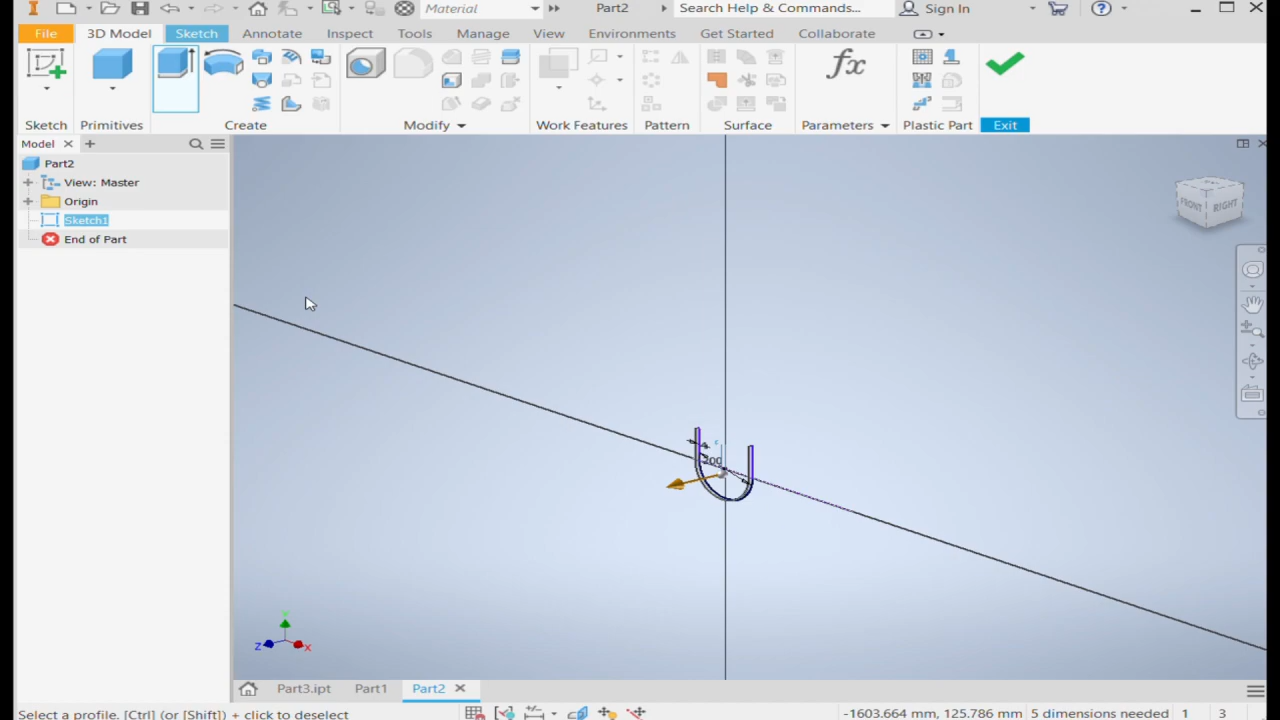 Material
Part2
Search Help & Commands...
Sign In
File
3D Model
Sketch
Annotate
Inspect
Tools
Manage
View
Environments
Get Started
Collaborate
fx
Sketch
Primitives
Create
Modify
Work Features
Pattern
Surface
Parameters
Plastic Part
Exit
Model
Part2
View: Master
Origin
Sketch1
End of Part
FRONT
RIGHT
200
Y
Z
X
Part3.ipt
Part1
Part2
Select a profile. [Ctrl] (or [Shift]) + click to deselect
-1603.664 mm, 125.786 mm
5 dimensions needed
1
3